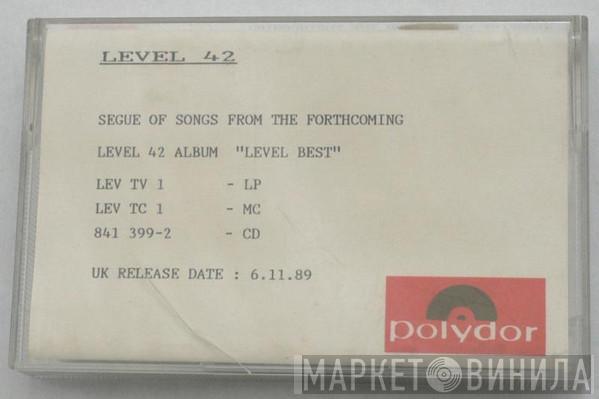 LEVEL 42
SEGUE OF SONGS FROM THE FORTHCOMING
LEVEL 42 ALBUM "LEVEL BEST"
LEV TV 1 - LP
LEV TC 1 - MC
841 399-2 - CD
UK RELEASE DATE : 6.11.89
polydor
МАРКЕТ ВИНИЛА